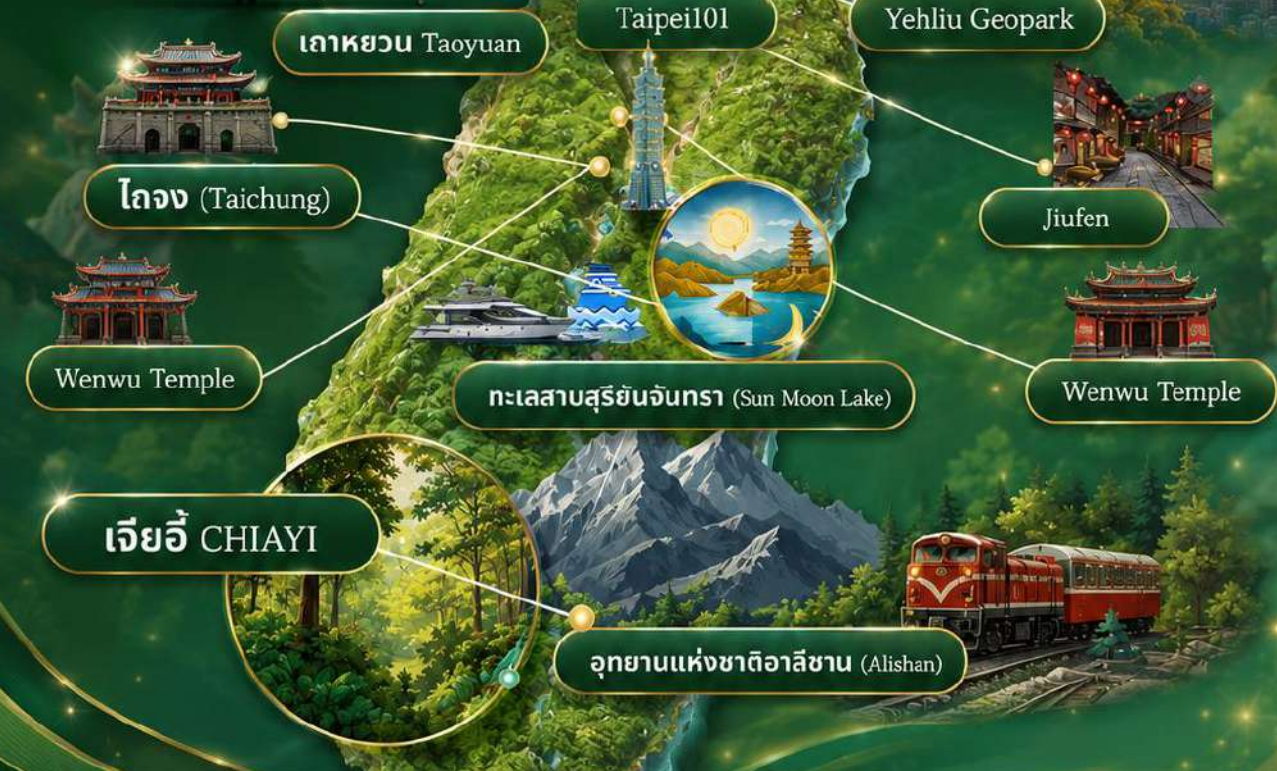 เถาหยวน Taoyuan
Taipei101
Yehliu Geopark
ไถจง (Taichung)
Jiufen
Wenwu Temple
ทะเลสาบสุรียันจันทรา (Sun Moon Lake)
Wenwu Temple
เจียอี้ CHIAYI
อุทยานแห่งชาติอาลีซาน (Alishan)